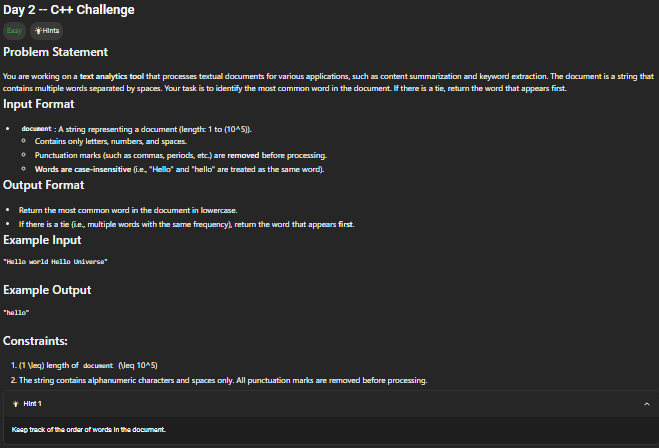 Day 2 -- C++ Challenge
Easy Hints
Problem Statement
You are working on a text analytics tool that processes textual documents for various applications, such as content summarization and keyword extraction. The document is a string that
contains multiple words separated by spaces. Your task is to identify the most common word in the document. If there is a tie, return the word that appears first.
Input Format
• document : A string representing a document (length: 1 to (10^5)).
○ Contains only letters, numbers, and spaces.
○ Punctuation marks (such as commas, periods, etc.) are removed before processing.
○ Words are case-insensitive (i.e., "Hello" and "hello" are treated as the same word).
Output Format
• Return the most common word in the document in lowercase.
• If there is a tie (i.e., multiple words with the same frequency), return the word that appears first.
Example Input
"Hello world Hello Universe"
Example Output
"hello"
Constraints:
1. (1 \leq) length of document (\leq 10^5)
2. The string contains alphanumeric characters and spaces only. All punctuation marks are removed before processing.
Hint 1
Keep track of the order of words in the document.